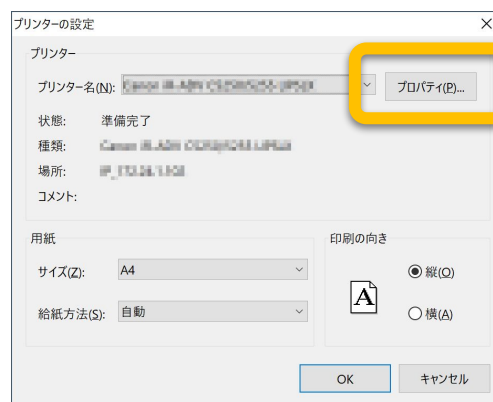 プリンターの設定
プリンター
プリンター名(N):
プロパティ(P)...
状態: 準備完了
種類:
場所:
コメント:
用紙
サイズ(Z): A4
給紙方法(S): 自動
印刷の向き
A
縦(O)
横(A)
OK キャンセル